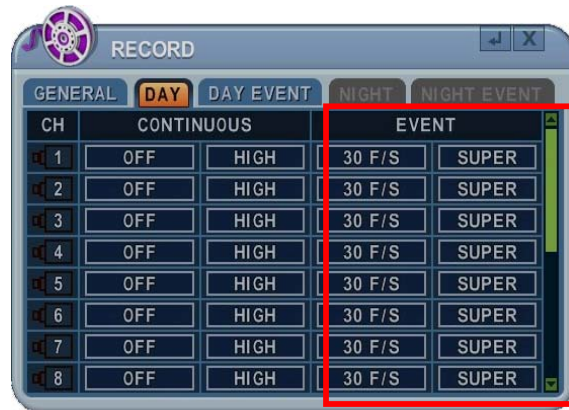 RECORD X
GENERAL DAY DAY EVENT NIGHT NIGHT EVENT
CH CONTINUOUS EVENT
1 OFF HIGH 30 F/S SUPER
2 OFF HIGH 30 F/S SUPER
3 OFF HIGH 30 F/S SUPER
4 OFF HIGH 30 F/S SUPER
5 OFF HIGH 30 F/S SUPER
6 OFF HIGH 30 F/S SUPER
7 OFF HIGH 30 F/S SUPER
8 OFF HIGH 30 F/S SUPER